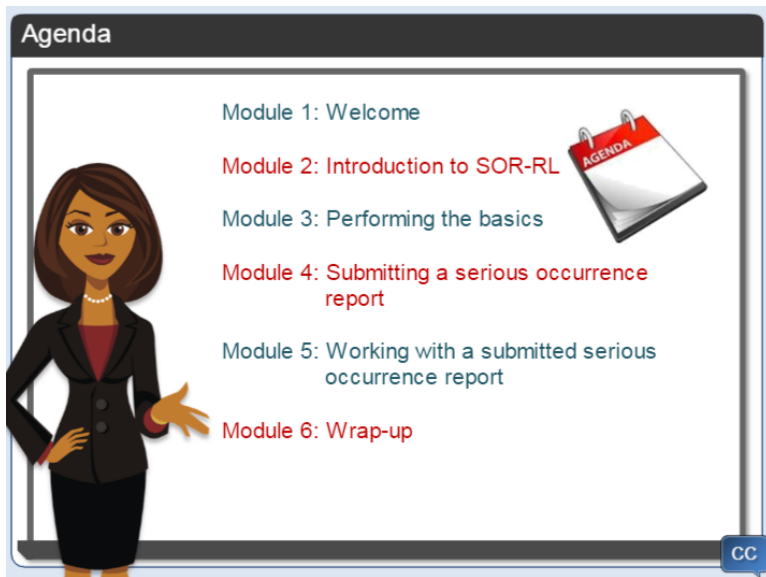 Agenda
AGENDA
Module 1: Welcome
Module 2: Introduction to SOR-RL
Module 3: Performing the basics
Module 4: Submitting a serious occurrence
report
Module 5: Working with a submitted serious
occurrence report
Module 6: Wrap-up
CC